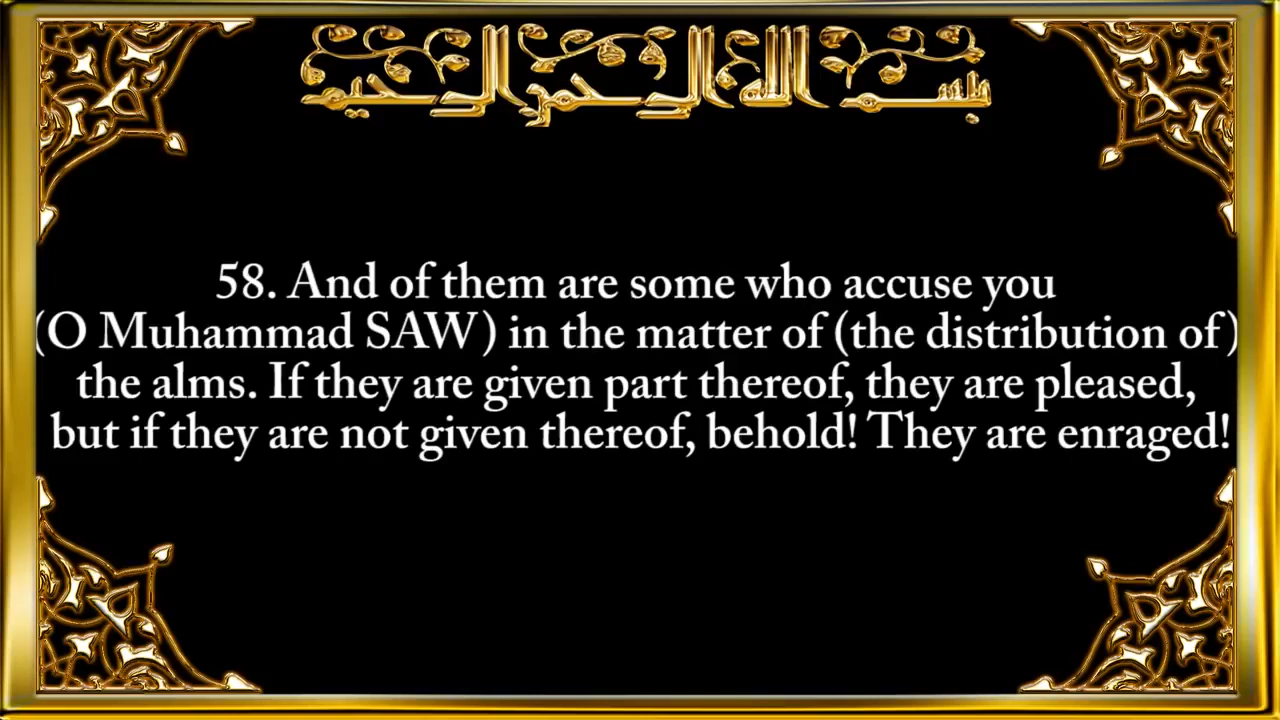 بسم الله الرحمن الرحيم
58. And of them are some who accuse you
(O Muhammad SAW) in the matter of (the distribution of)
the alms. If they are given part thereof, they are pleased,
but if they are not given thereof, behold! They are enraged!